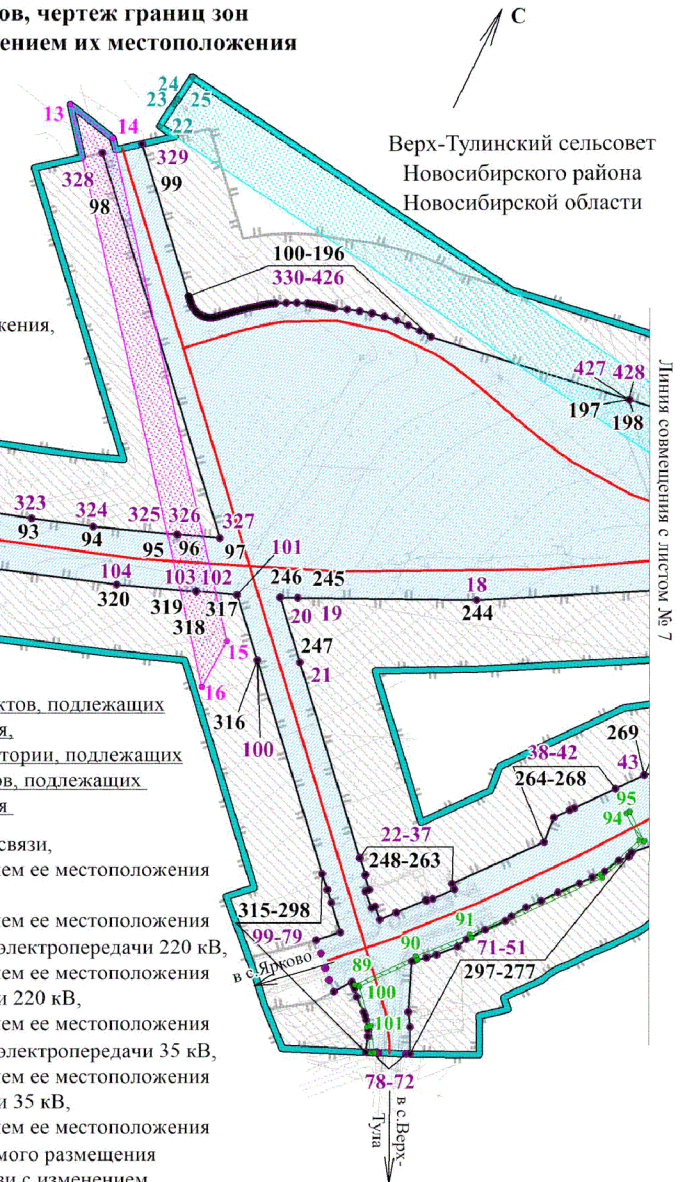 ов, чертеж границ зон
ением их местоположения
С
Верх-Тулинский сельсовет
Новосибирского района
Новосибирской области
13
14
24
23
25
22
328
98
329
99
100-196
330-426
жения,
427
428
197
198
Линия совмещения с листом № 7
323
93
324
94
325
326
95
96
327
97
101
104
320
103
102
319
318
317
246
245
20
19
18
244
247
21
15
16
316
100
ктов, подлежащих
я,
тории, подлежащих
ов, подлежащих
я
связи,
ем ее местоположения
ем ее местоположения
электропередачи 220 кВ,
ем ее местоположения
и 220 кВ,
ем ее местоположения
электропередачи 35 кВ,
ем ее местоположения
и 35 кВ,
ем ее местоположения
мого размещения
зи с изменением
38-42
264-268
269
43
95
94
22-37
248-263
315-298
99-79
в с.Ярково
89
90
91
100
101
71-51
297-277
78-72
в с.Верх-
Тула